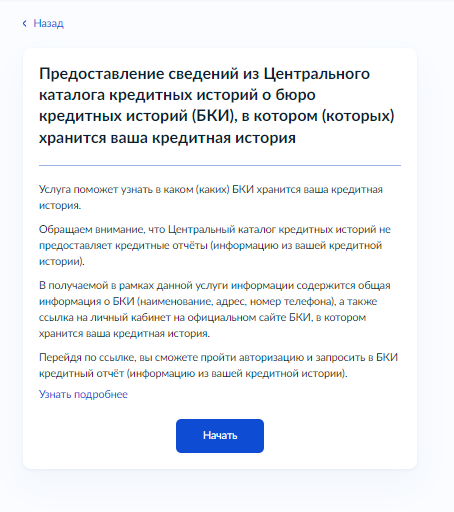 Назад
Предоставление сведений из Центрального
каталога кредитных историй о бюро
кредитных историй (БКИ), в котором (которых)
хранится ваша кредитная история
Услуга поможет узнать в каком (каких) БКИ хранится ваша кредитная
история.
Обращаем внимание, что Центральный каталог кредитных историй не
предоставляет кредитные отчёты (информацию из вашей кредитной
истории).
В получаемой в рамках данной услуги информации содержится общая
информация о БКИ (наименование, адрес, номер телефона), а также
ссылка на личный кабинет на официальном сайте БКИ, в котором
хранится ваша кредитная история.
Перейдя по ссылке, вы сможете пройти авторизацию и запросить в БКИ
кредитный отчёт (информацию из вашей кредитной истории).
Узнать подробнее
Начать